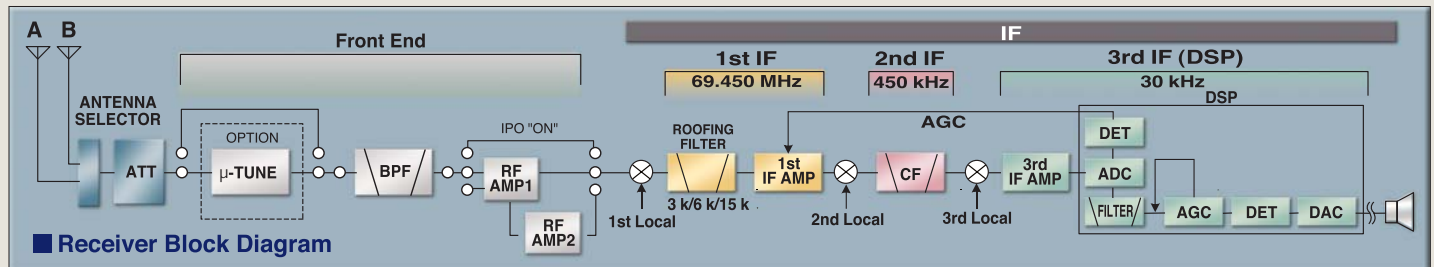 A B
Front End
IF
1st IF
69.450 MHz
2nd IF
450 kHz
3rd IF (DSP)
30 kHz
DSP
ANTENNA
SELECTOR
ATT
OPTION
μ-TUNE
BPF
IPO "ON"
RF
AMP1
RF
AMP2
1st Local
ROOFING
FILTER
3 k/6 k/15 k
1st
IF AMP
AGC
2nd Local
CF
3rd Local
3rd
IF AMP
DET
ADC
FILTER
AGC
DET
DAC
Receiver Block Diagram